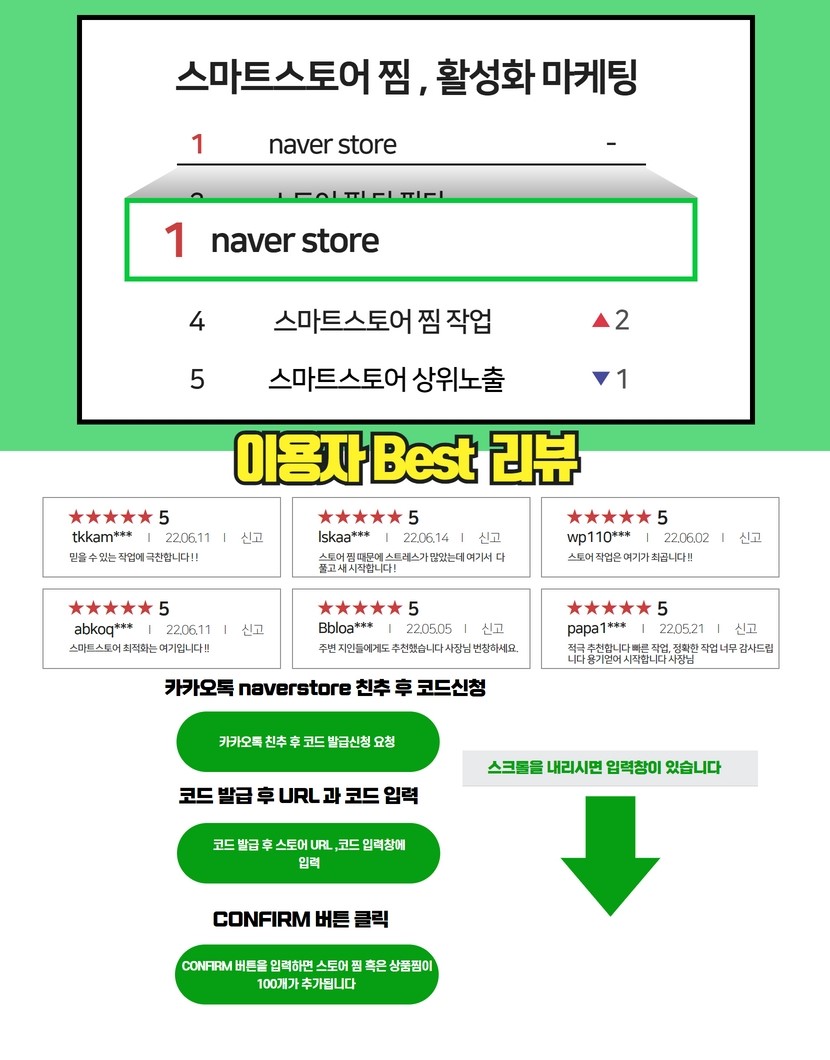 스마트스토어 찜 , 활성화 마케팅
1 naver store -
1 naver store
4 스마트스토어 찜 작업 ▲ 2
5 스마트스토어 상위노출 ▼ 1
이용자 Best 리뷰
★★★★★ 5
tkkam*** | 22.06.11 | 신고
믿을 수 있는 작업에 극찬합니다 ! !
★★★★★ 5
lskaa*** | 22.06.14 | 신고
스토어 찜 때문에 스트레스가 많았는데 여기서 다
풀고 새 시작합니다 !
★★★★★ 5
wp110*** | 22.06.02 | 신고
스토어 작업은 여기가 최곱니다 !!
★★★★★ 5
abkoq*** | 22.06.11 | 신고
스마트스토어 최적화는 여기입니다 !!
★★★★★ 5
Bbloa*** | 22.05.05 | 신고
주변 지인들에게도 추천했습니다 사장님 번창하세요.
★★★★★ 5
papa1*** | 22.05.21 | 신고
적극 추천합니다 빠른 작업, 정확한 작업 너무 감사드립
니다 용기얻어 시작합니다 사장님
카카오톡 naverstore 친추 후 코드신청
카카오톡 친추 후 코드 발급신청 요청
스크롤을 내리시면 입력창이 있습니다
코드 발급 후 URL 과 코드 입력
코드 발급 후 스토어 URL ,코드 입력창에
입력
CONFIRM 버튼 클릭
CONFIRM 버튼을 입력하면 스토어 찜 혹은 상품찜이
100개가 추가됩니다